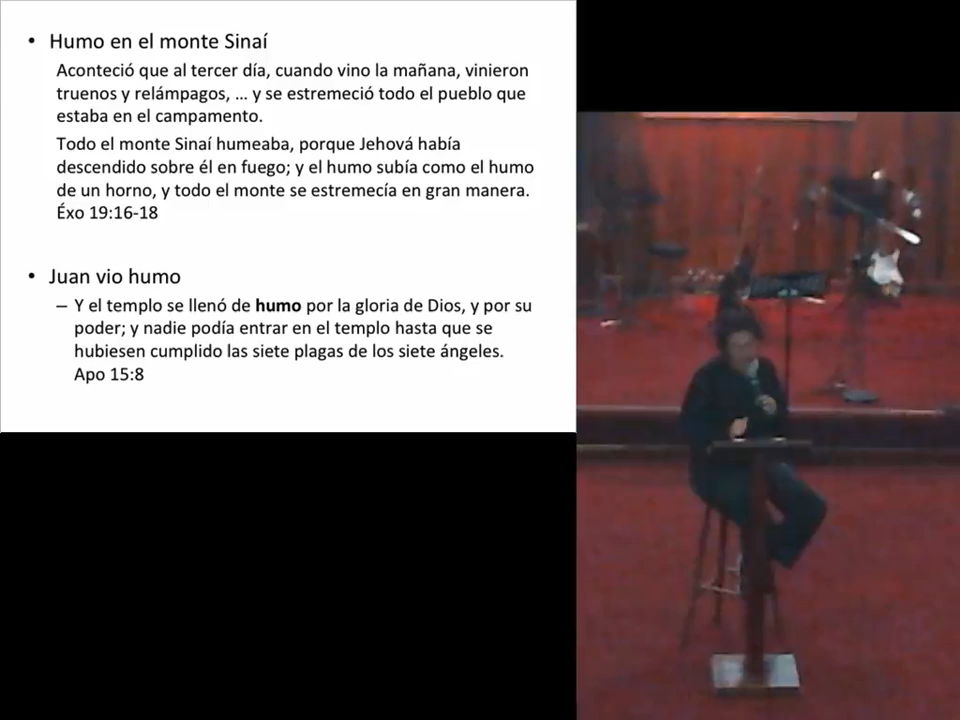 • Humo en el monte Sinaí
Aconteció que al tercer día, cuando vino la mañana, vinieron
truenos y relámpagos, … y se estremeció todo el pueblo que
estaba en el campamento.
Todo el monte Sinaí humeaba, porque Jehová había
descendido sobre él en fuego; y el humo subía como el humo
de un horno, y todo el monte se estremecía en gran manera.
Éxo 19:16-18
• Juan vio humo
– Y el templo se llenó de humo por la gloria de Dios, y por su
poder; y nadie podía entrar en el templo hasta que se
hubiesen cumplido las siete plagas de los siete ángeles.
Apo 15:8